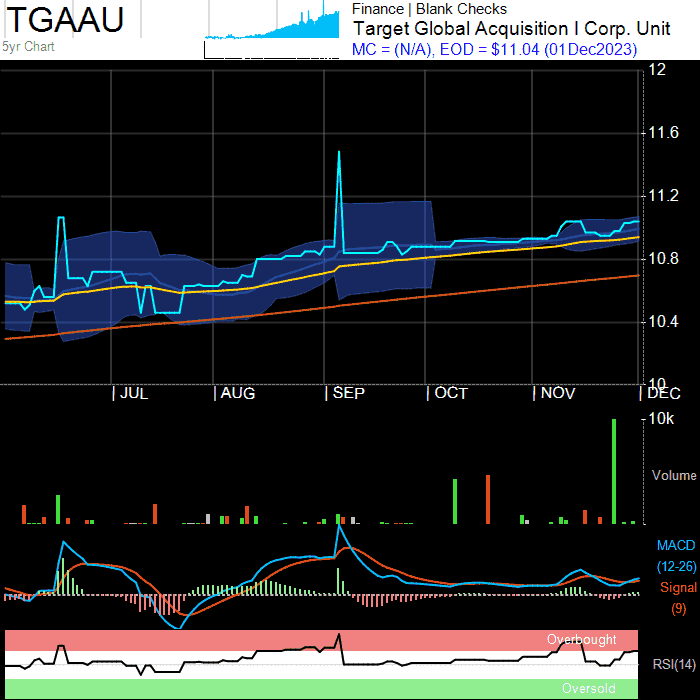 TGAAU
5yr Chart
Finance | Blank Checks
Target Global Acquisition I Corp. Unit
MC = (N/A), EOD = $11.04 (01Dec2023)
12
11.6
11.2
10.8
10.4
10
JUL AUG SEP OCT NOV DEC
10k
Volume
MACD
(12-26)
Signal
(9)
Overbought
RSI(14)
Oversold